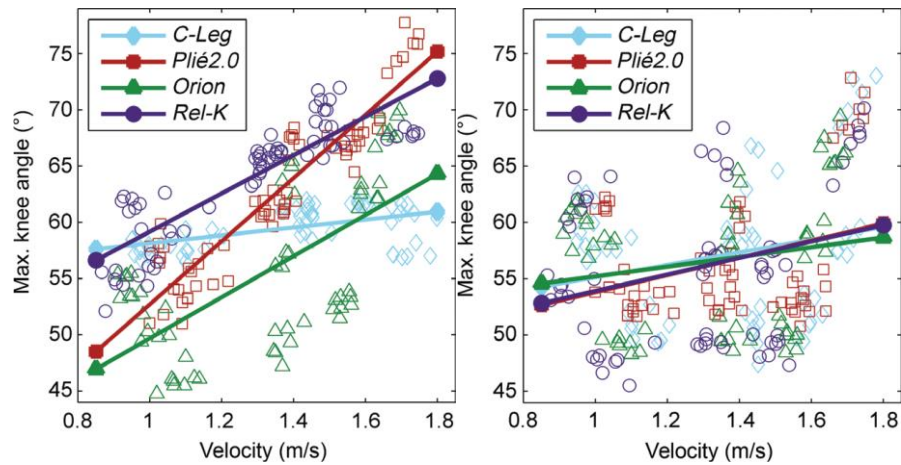 C-Leg
Plié2.0
Orion
Rel-K
Max. knee angle (°)
75
70
65
60
55
50
45
0.8 1 1.2 1.4 1.6 1.8
Velocity (m/s)
C-Leg
Plié2.0
Orion
Rel-K
Max. knee angle (°)
75
70
65
60
55
50
45
0.8 1 1.2 1.4 1.6 1.8
Velocity (m/s)